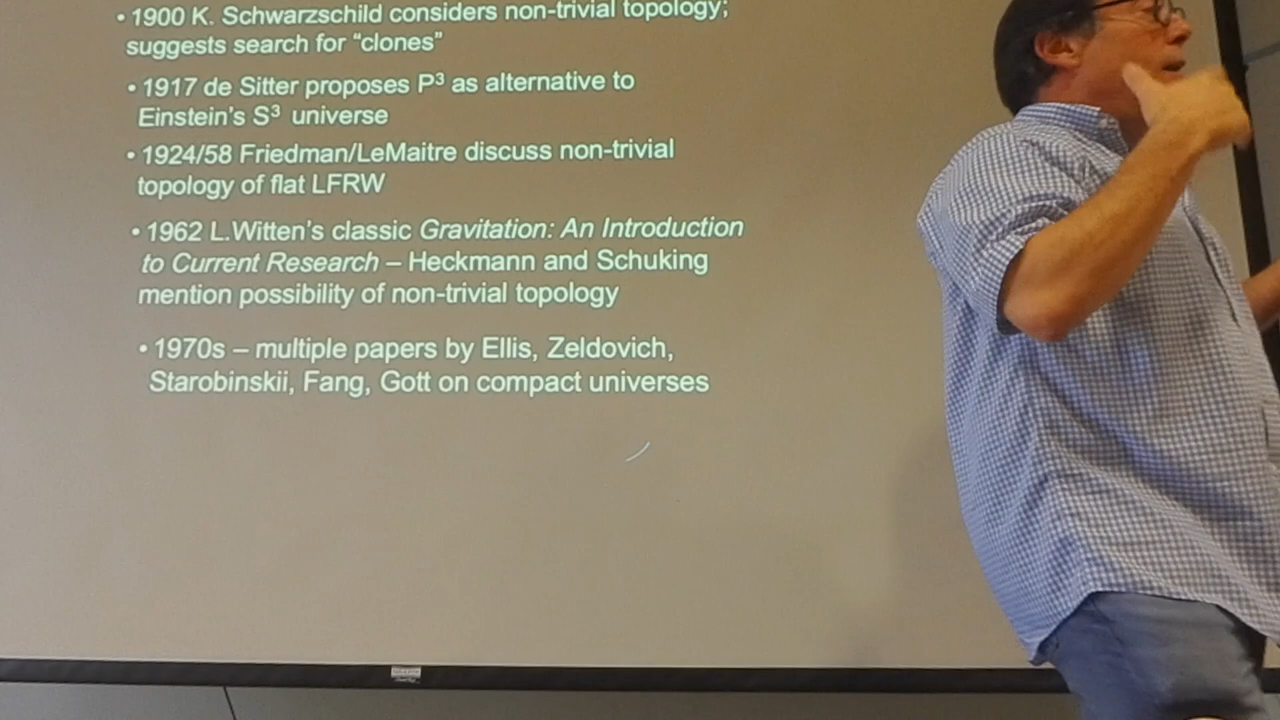 • 1900 K. Schwarzschild considers non-trivial topology;
suggests search for “clones”
• 1917 de Sitter proposes P³ as alternative to
Einstein’s S³ universe
• 1924/58 Friedman/LeMaitre discuss non-trivial
topology of flat LFRW
• 1962 L.Witten’s classic Gravitation: An Introduction
to Current Research – Heckmann and Schuking
mention possibility of non-trivial topology
• 1970s – multiple papers by Ellis, Zeldovich,
Starobinskii, Fang, Gott on compact universes